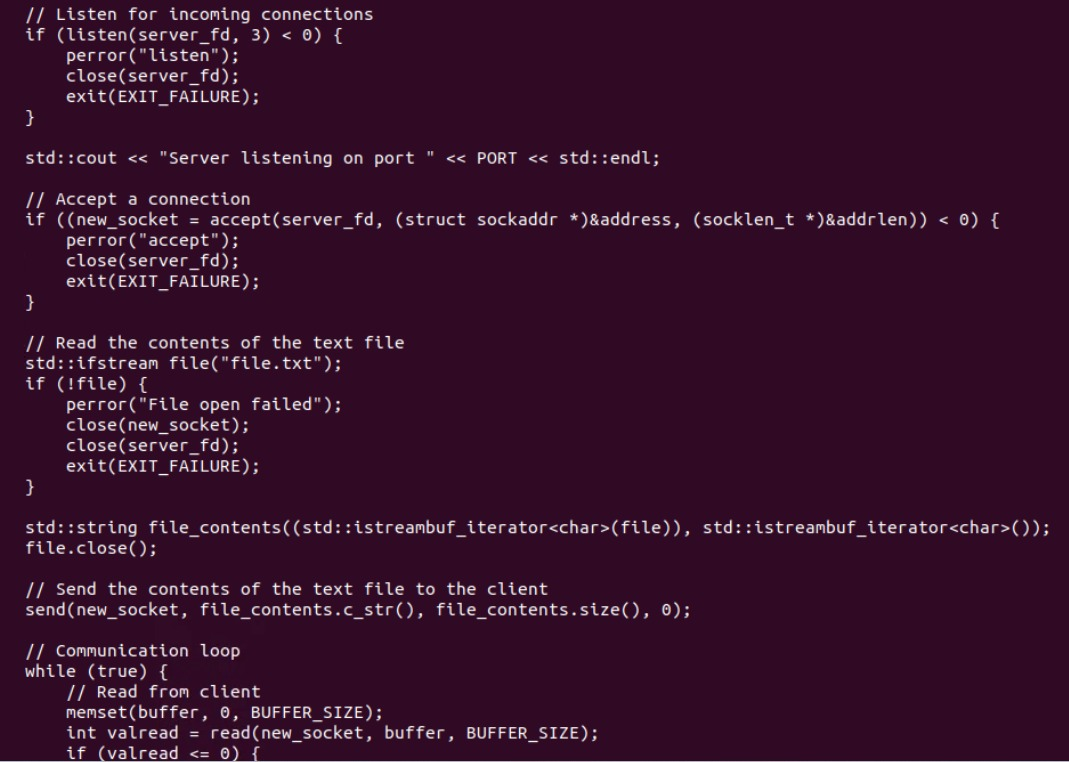 // Listen for incoming connections
if (listen(server_fd, 3) < 0) {
    perror("listen");
    close(server_fd);
    exit(EXIT_FAILURE);
}

std::cout << "Server listening on port " << PORT << std::endl;

// Accept a connection
if ((new_socket = accept(server_fd, (struct sockaddr *)&address, (socklen_t *)&addrlen)) < 0) {
    perror("accept");
    close(server_fd);
    exit(EXIT_FAILURE);
}

// Read the contents of the text file
std::ifstream file("file.txt");
if (!file) {
    perror("File open failed");
    close(new_socket);
    close(server_fd);
    exit(EXIT_FAILURE);
}

std::string file_contents((std::istreambuf_iterator<char>(file)), std::istreambuf_iterator<char>());
file.close();

// Send the contents of the text file to the client
send(new_socket, file_contents.c_str(), file_contents.size(), 0);

// Communication loop
while (true) {
    // Read from client
    memset(buffer, 0, BUFFER_SIZE);
    int valread = read(new_socket, buffer, BUFFER_SIZE);
    if (valread <= 0) {